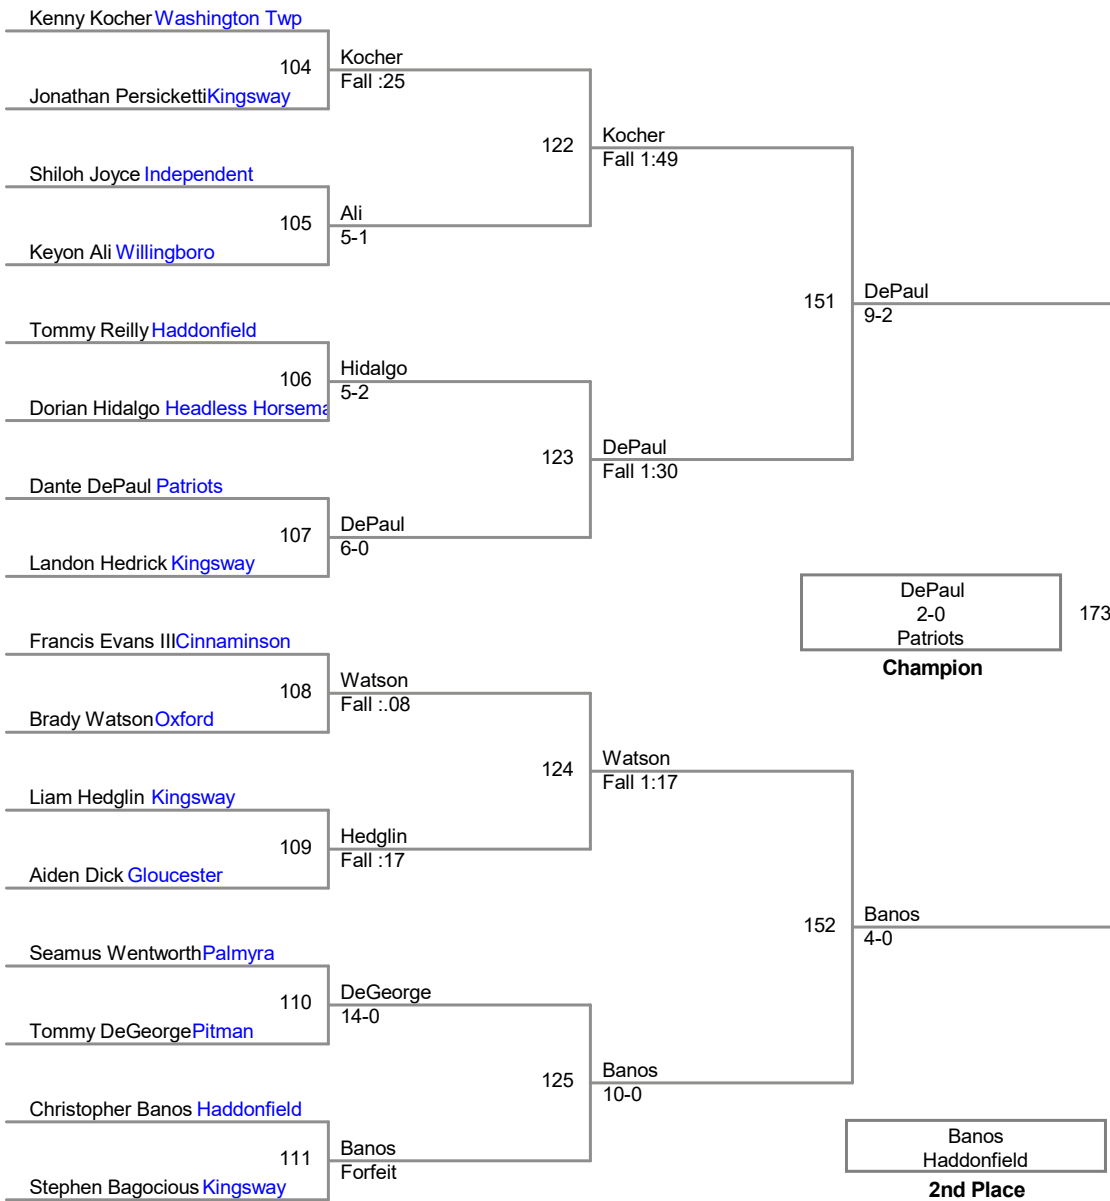 Kenny Kocher Washington Twp
104
Kocher
Fall :25
Jonathan Persicketti Kingsway
122
Kocher
Fall 1:49
Shiloh Joyce Independent
105
Ali
5-1
Keyon Ali Willingboro
151
DePaul
9-2
Tommy Reilly Haddonfield
106
Hidalgo
5-2
Dorian Hidalgo Headless Horsema
123
DePaul
Fall 1:30
Dante DePaul Patriots
107
DePaul
6-0
Landon Hedrick Kingsway
DePaul
2-0
Patriots
173
Champion
Francis Evans III Cinnaminson
108
Watson
Fall :.08
Brady Watson Oxford
124
Watson
Fall 1:17
Liam Hedglin Kingsway
109
Hedglin
Fall :17
Aiden Dick Gloucester
152
Banos
4-0
Seamus Wentworth Palmyra
110
DeGeorge
14-0
Tommy DeGeorge Pitman
125
Banos
10-0
Christopher Banos Haddonfield
111
Banos
Forfeit
Stephen Bagocious Kingsway
Banos
Haddonfield
2nd Place